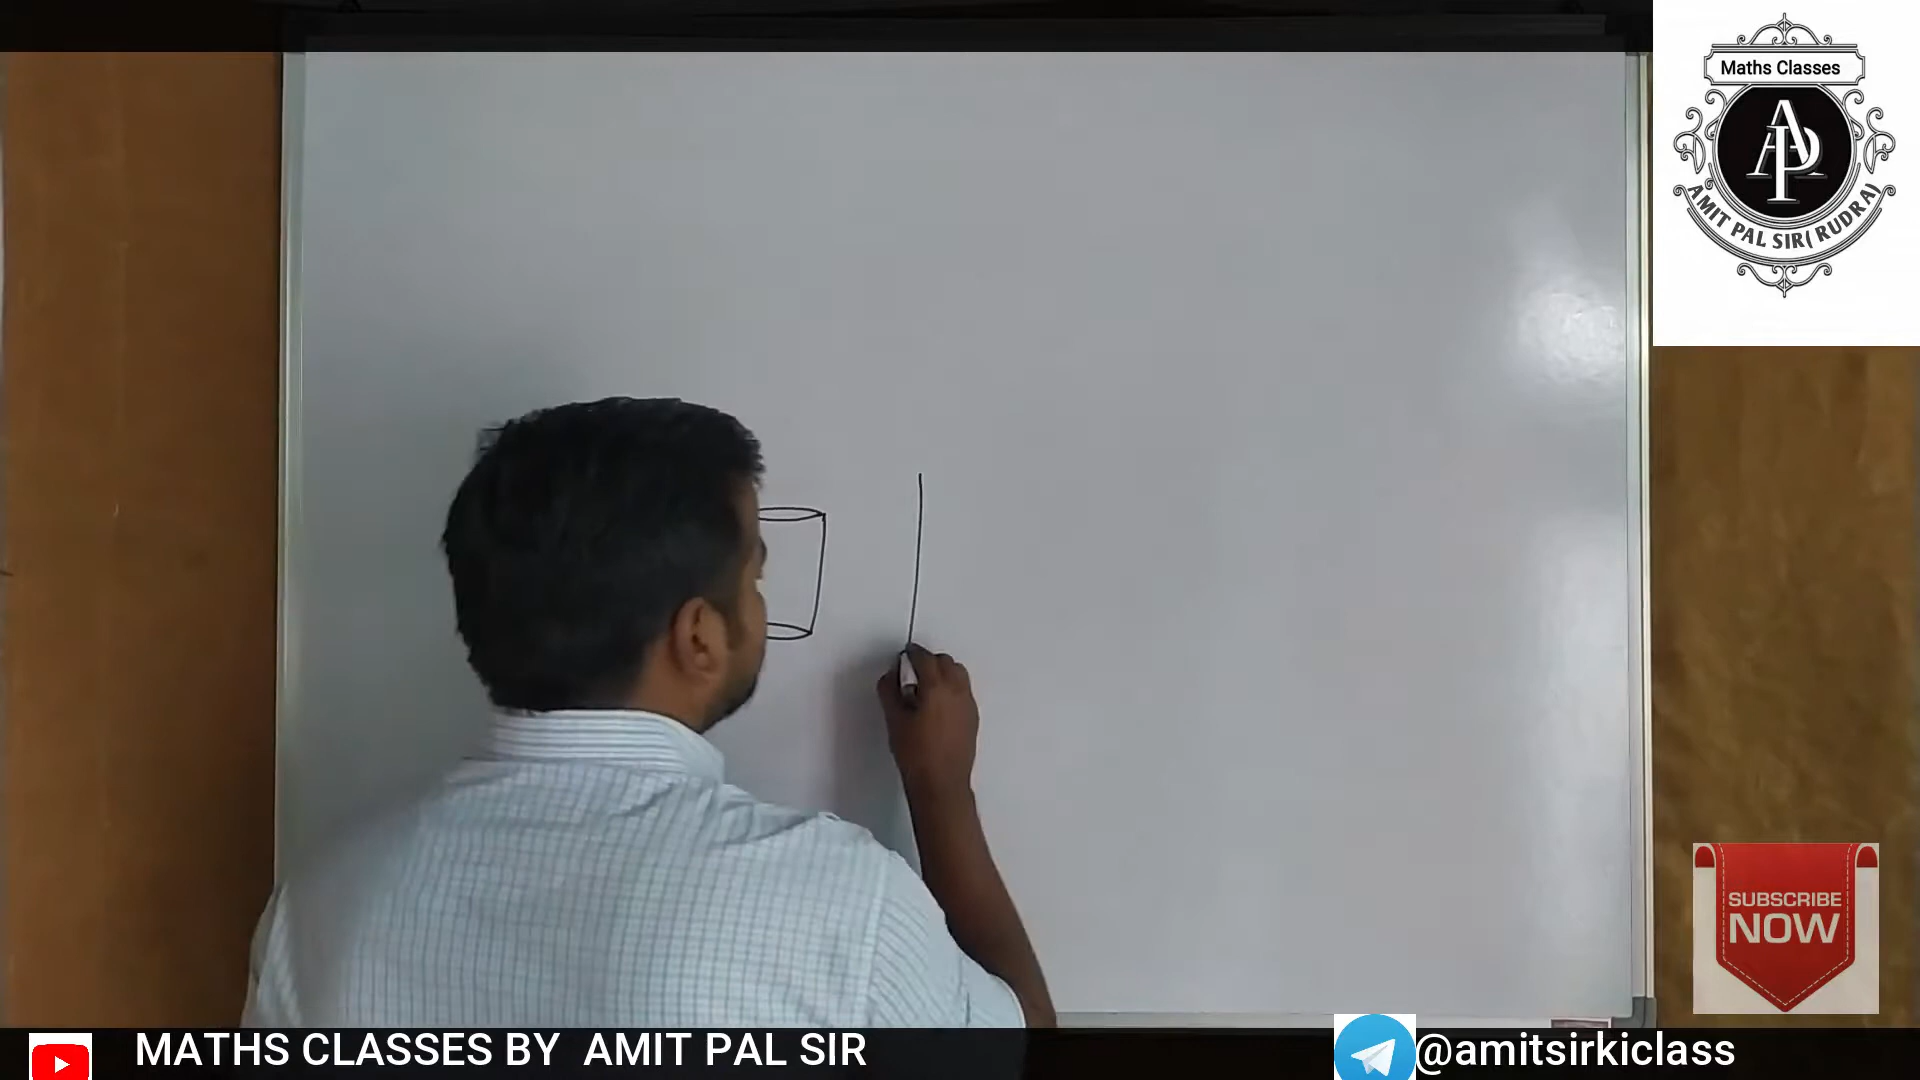 Maths Classes
AP
AMIT PAL SIR( RUDRA)
SUBSCRIBE
NOW
MATHS CLASSES BY AMIT PAL SIR
@amitsirkiclass